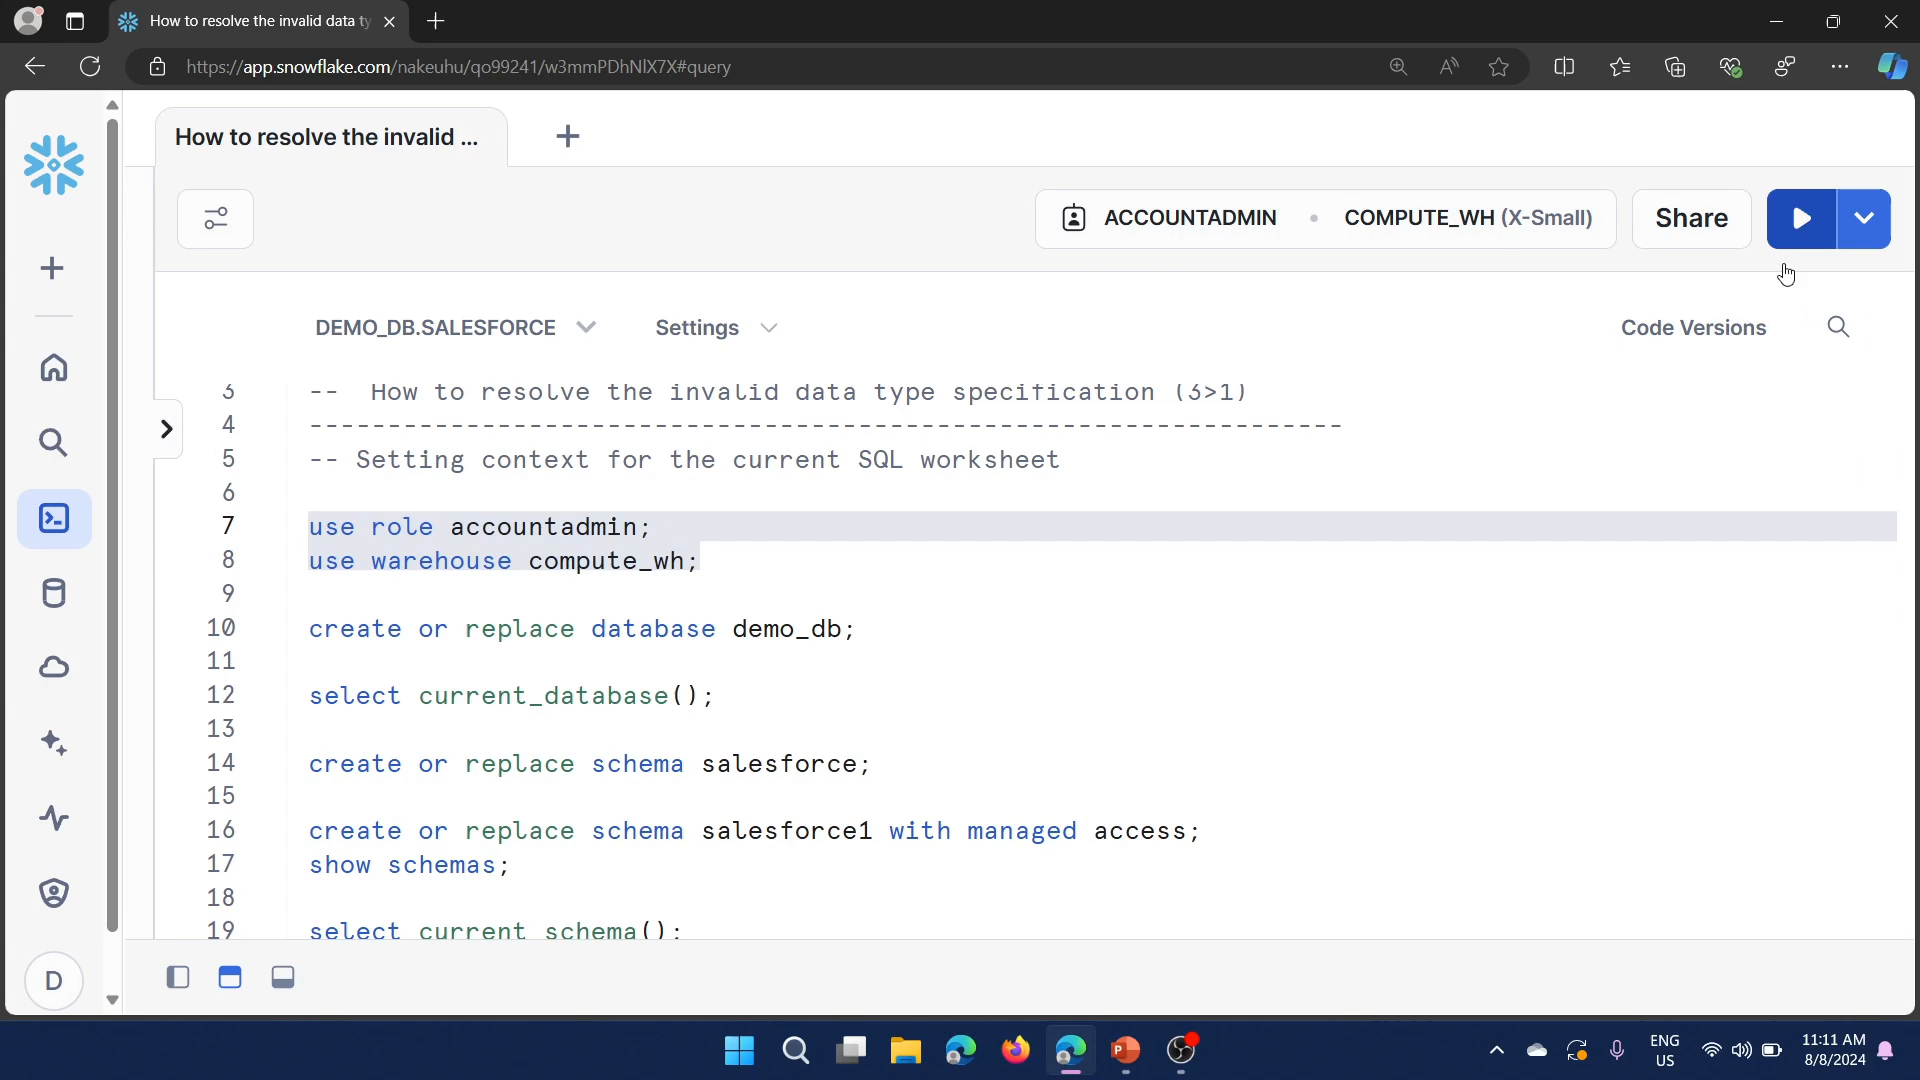 How to resolve the invalid data ty
https://app.snowflake.com/nakeuhu/qo99241/w3mmPDhNlX7X#query
How to resolve the invalid ...
ACCOUNTADMIN • COMPUTE_WH (X-Small)
Share
DEMO_DB.SALESFORCE
Settings
Code Versions
3 -- How to resolve the invalid data type specification (3>1)
4 ------------------------------------------------------------------
5 -- Setting context for the current SQL worksheet
6
7 use role accountadmin;
8 use warehouse compute_wh;
9
10 create or replace database demo_db;
11
12 select current_database();
13
14 create or replace schema salesforce;
15
16 create or replace schema salesforce1 with managed access;
17 show schemas;
18
19 select current_schema();
D
ENG
US
11:11 AM
8/8/2024